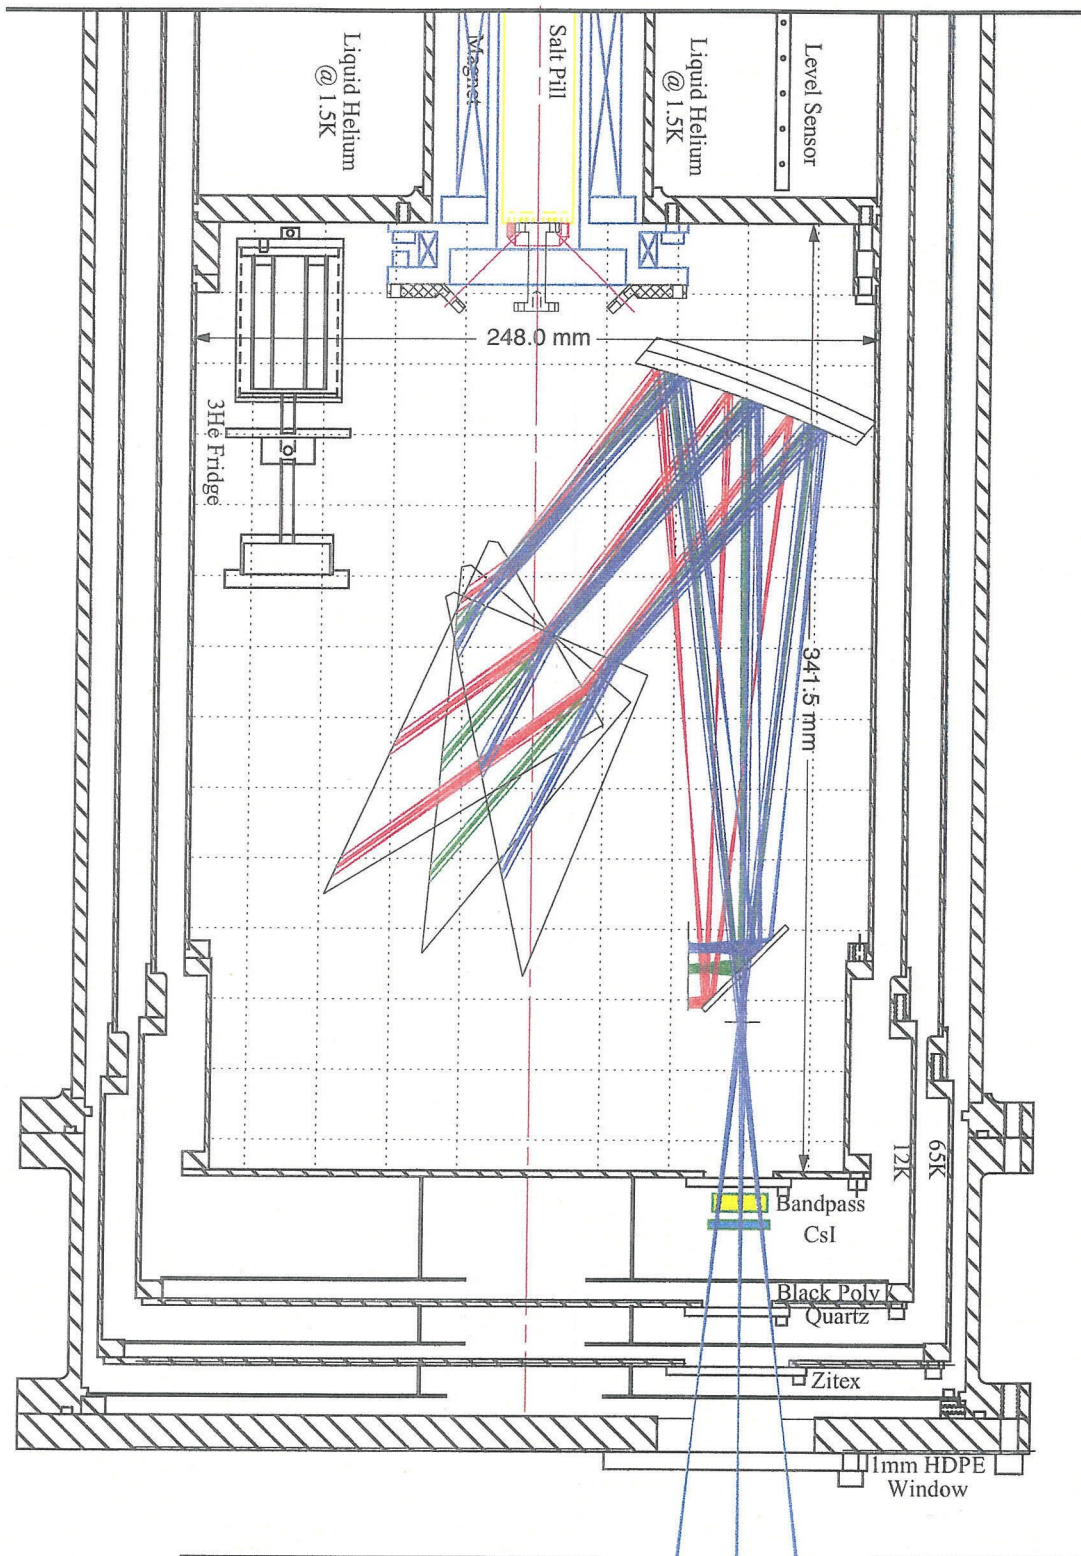 Liquid Helium
@ 1.5K
Magnet
Salt Pill
Liquid Helium
@ 1.5K
Level Sensor
248.0 mm
3He Fridge
341.5 mm
65K
12K
Bandpass
CsI
Black Poly
Quartz
Zitex
1mm HDPE
Window